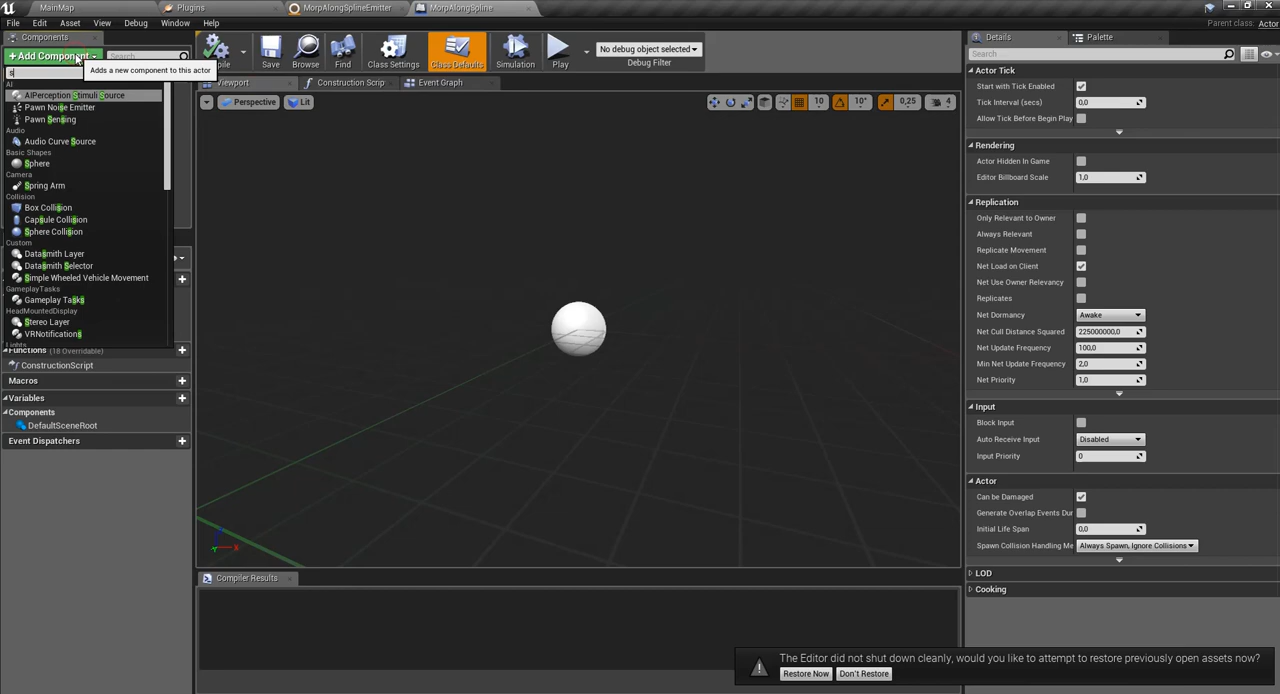 MainMap
Plugins
MorpAlongSplineEmitter
MorpAlongSpline
File Edit Asset View Debug Window Help
Parent class: Actor
Components
+Add Component
Search
Adds a new component to this actor
s
AI
AIPerception Stimuli Source
Pawn Noise Emitter
Pawn Sensing
Audio
Audio Curve Source
Basic Shapes
Sphere
Camera
Spring Arm
Collision
Box Collision
Capsule Collision
Sphere Collision
Custom
Datasmith Layer
Datasmith Selector
Simple Wheeled Vehicle Movement
GameplayTasks
Gameplay Tasks
HeadMountedDisplay
Stereo Layer
VRNotifications
Lights
Functions (18 Overridable)
ConstructionScript
Macros
Variables
Components
DefaultSceneRoot
Event Dispatchers
Save
Browse
Find
Class Settings
Class Defaults
Simulation
Play
No debug object selected
Debug Filter
Viewport
Construction Script
Event Graph
Perspective
Lit
10
10°
0,25
4
Compiler Results
Details
Palette
Search
Actor Tick
Start with Tick Enabled
Tick Interval (secs) 0,0
Allow Tick Before Begin Play
Rendering
Actor Hidden In Game
Editor Billboard Scale 1,0
Replication
Only Relevant to Owner
Always Relevant
Replicate Movement
Net Load on Client
Net Use Owner Relevancy
Replicates
Net Dormancy Awake
Net Cull Distance Squared 225000000,0
Net Update Frequency 100,0
Min Net Update Frequency 2,0
Net Priority 1,0
Input
Block Input
Auto Receive Input Disabled
Input Priority 0
Actor
Can be Damaged
Generate Overlap Events Dur
Initial Life Span 0,0
Spawn Collision Handling Me Always Spawn, Ignore Collisions
LOD
Cooking
The Editor did not shut down cleanly, would you like to attempt to restore previously open assets now?
Restore Now
Don't Restore